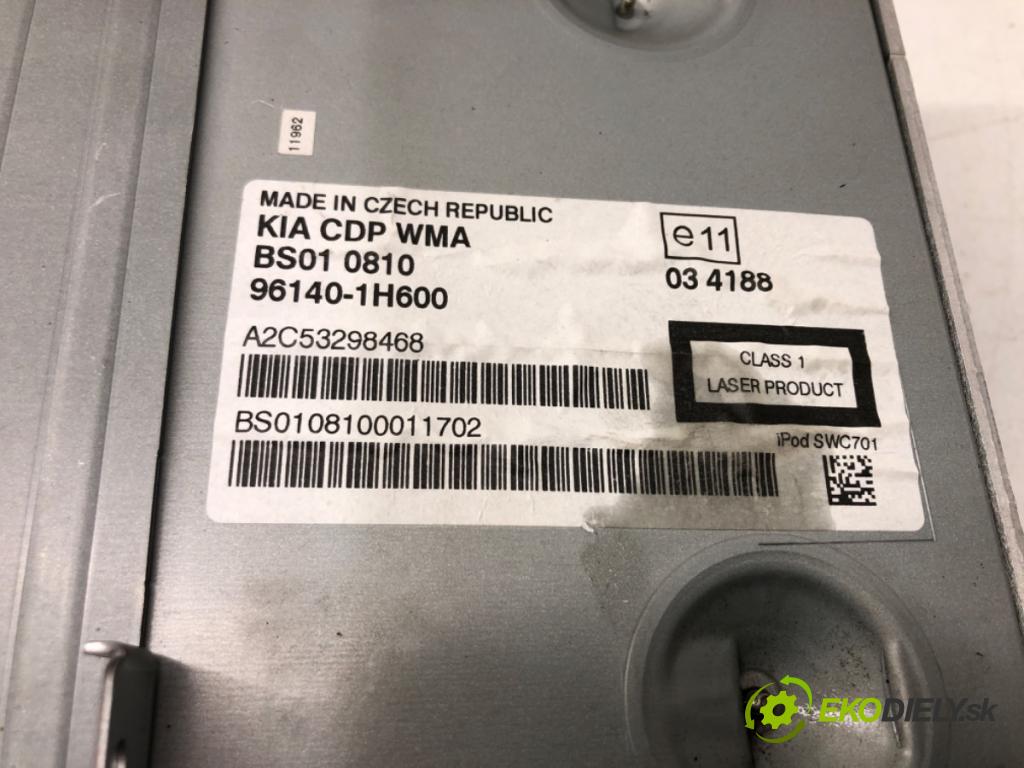 11962
MADE IN CZECH REPUBLIC
KIA CDP WMA
BS01 0810
96140-1H600
e11
03 4188
A2C53298468
CLASS 1
LASER PRODUCT
BS0108100011702
iPod SWC701
EKODIELY.sk